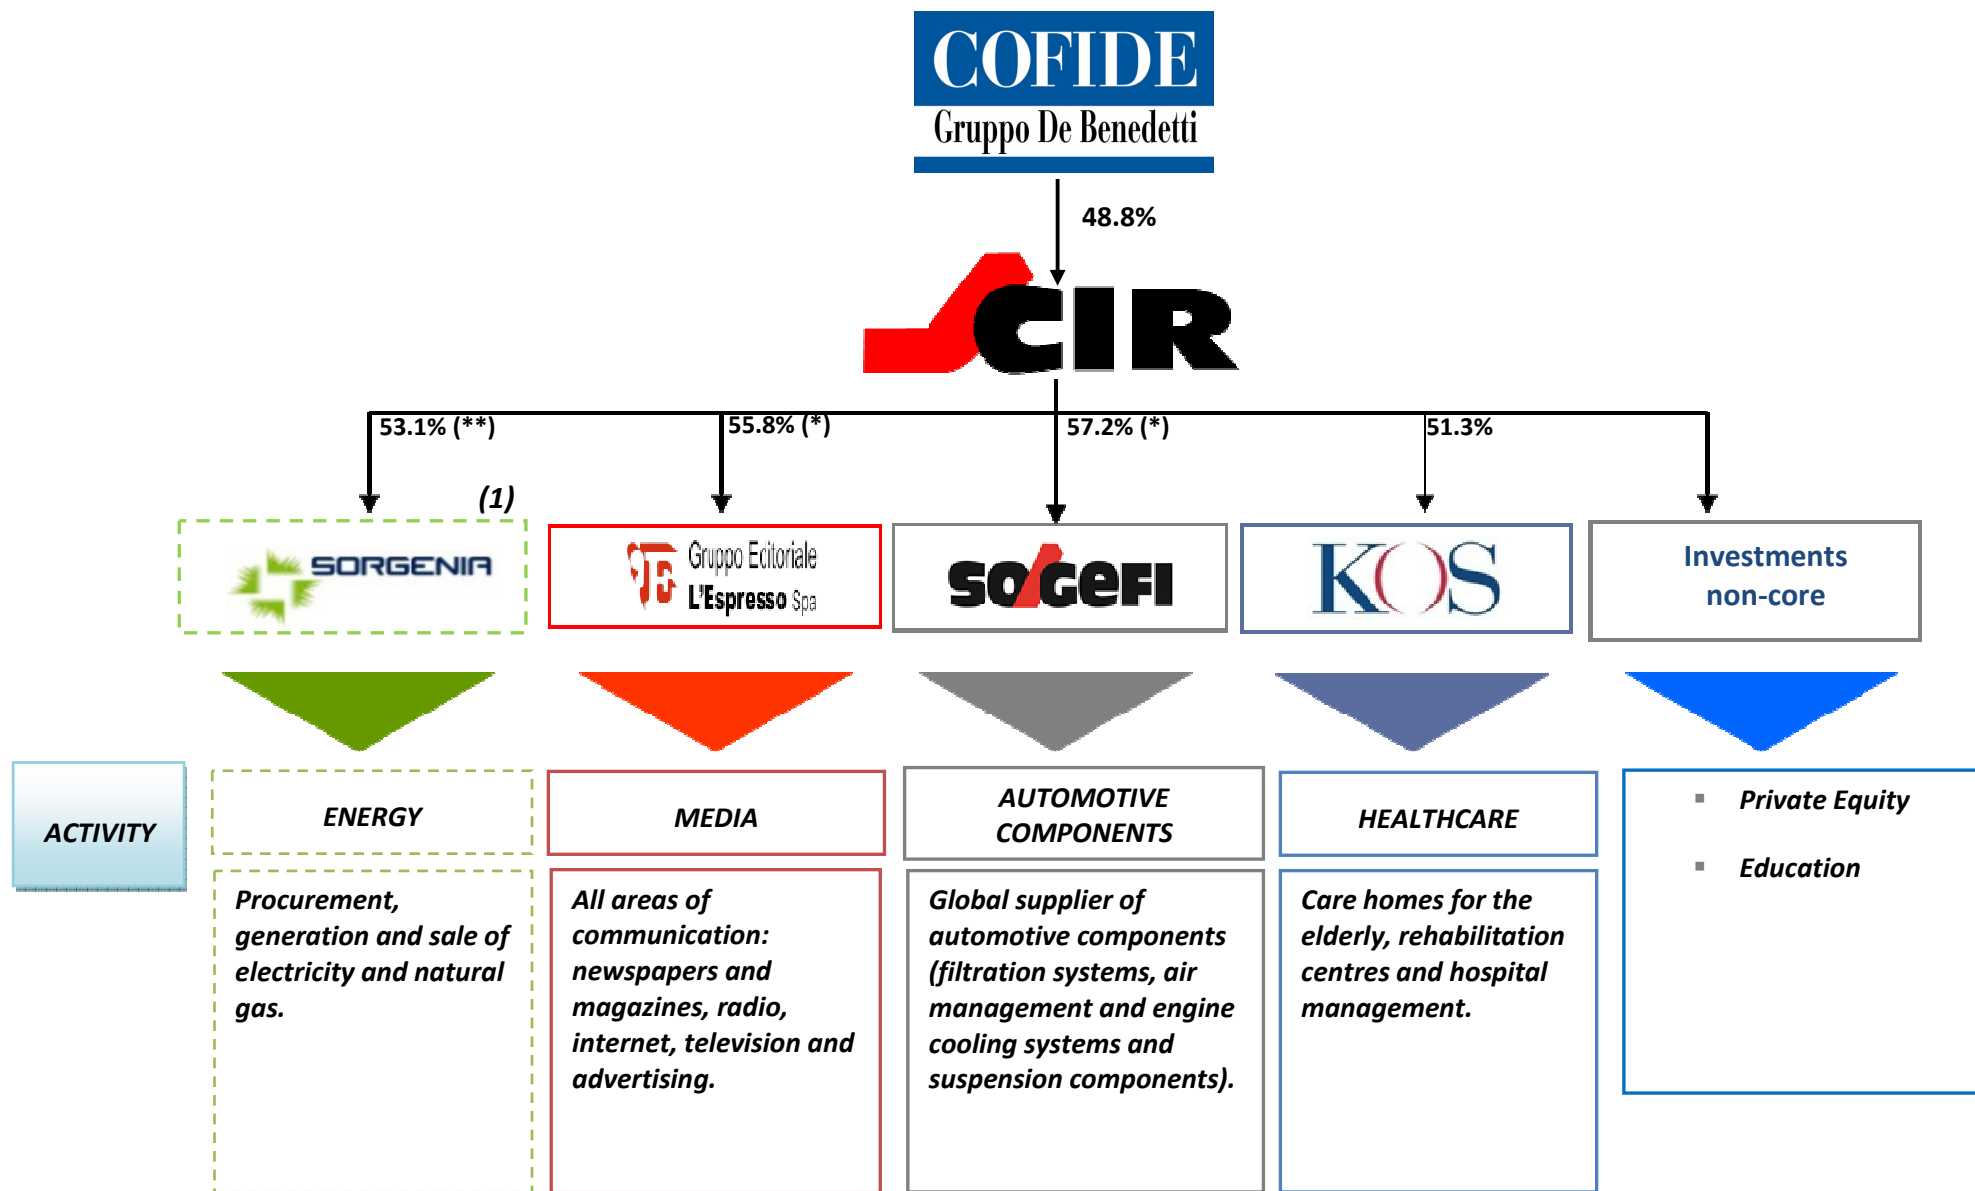 COFIDE
Gruppo De Benedetti
48.8%
CIR
53.1% (**)
55.8% (*)
57.2% (*)
51.3%
(1)
SORGENIA
Gruppo Editoriale
L'Espresso Spa
SOGEFI
KOS
Investments
non-core
ACTIVITY
ENERGY
MEDIA
AUTOMOTIVE
COMPONENTS
HEALTHCARE
▪ Private Equity
▪ Education
Procurement,
generation and sale of
electricity and natural
gas.
All areas of
communication:
newspapers and
magazines, radio,
internet, television and
advertising.
Global supplier of
automotive components
(filtration systems, air
management and engine
cooling systems and
suspension components).
Care homes for the
elderly, rehabilitation
centres and hospital
management.